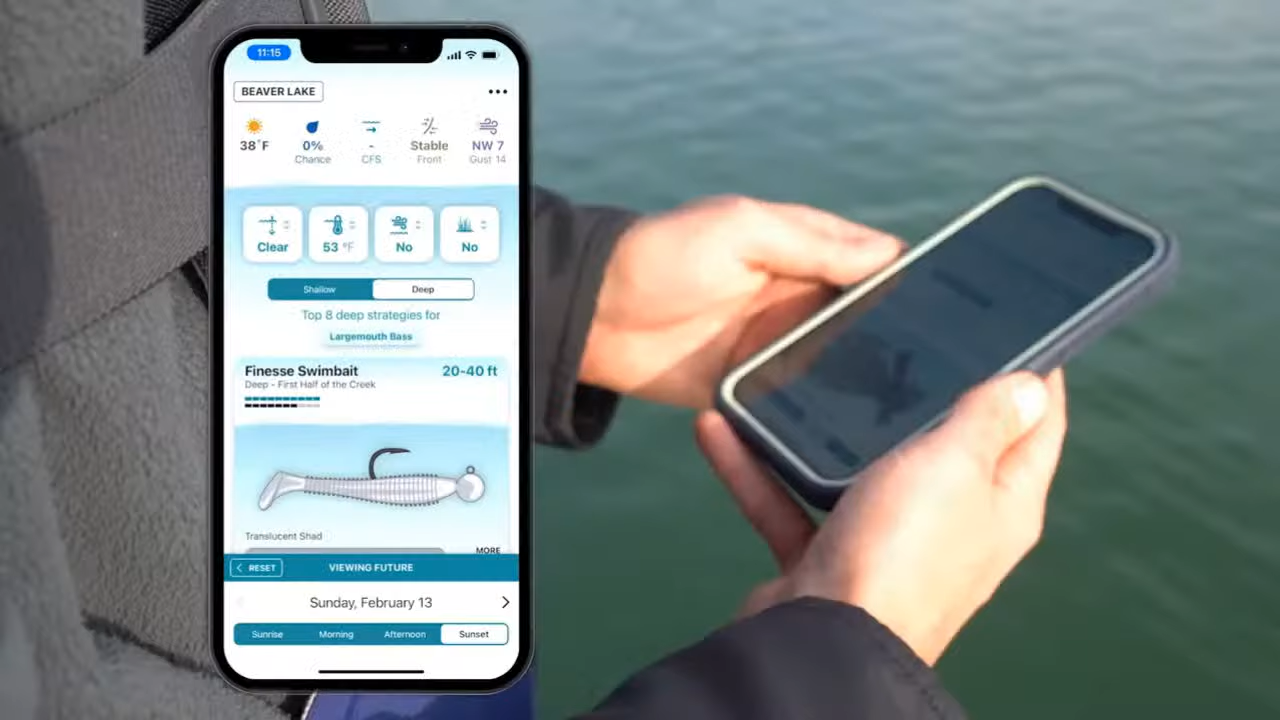 11:15
BEAVER LAKE
38°F
0%
Chance
-
CFS
Stable
Front
NW 7
Gust 14
Clear
53 °F
No
No
Shallow
Deep
Top 8 deep strategies for
Largemouth Bass
Finesse Swimbait
20-40 ft
Deep - First Half of the Creek
Translucent Shad
MORE
RESET
VIEWING FUTURE
Sunday, February 13
Sunrise
Morning
Afternoon
Sunset